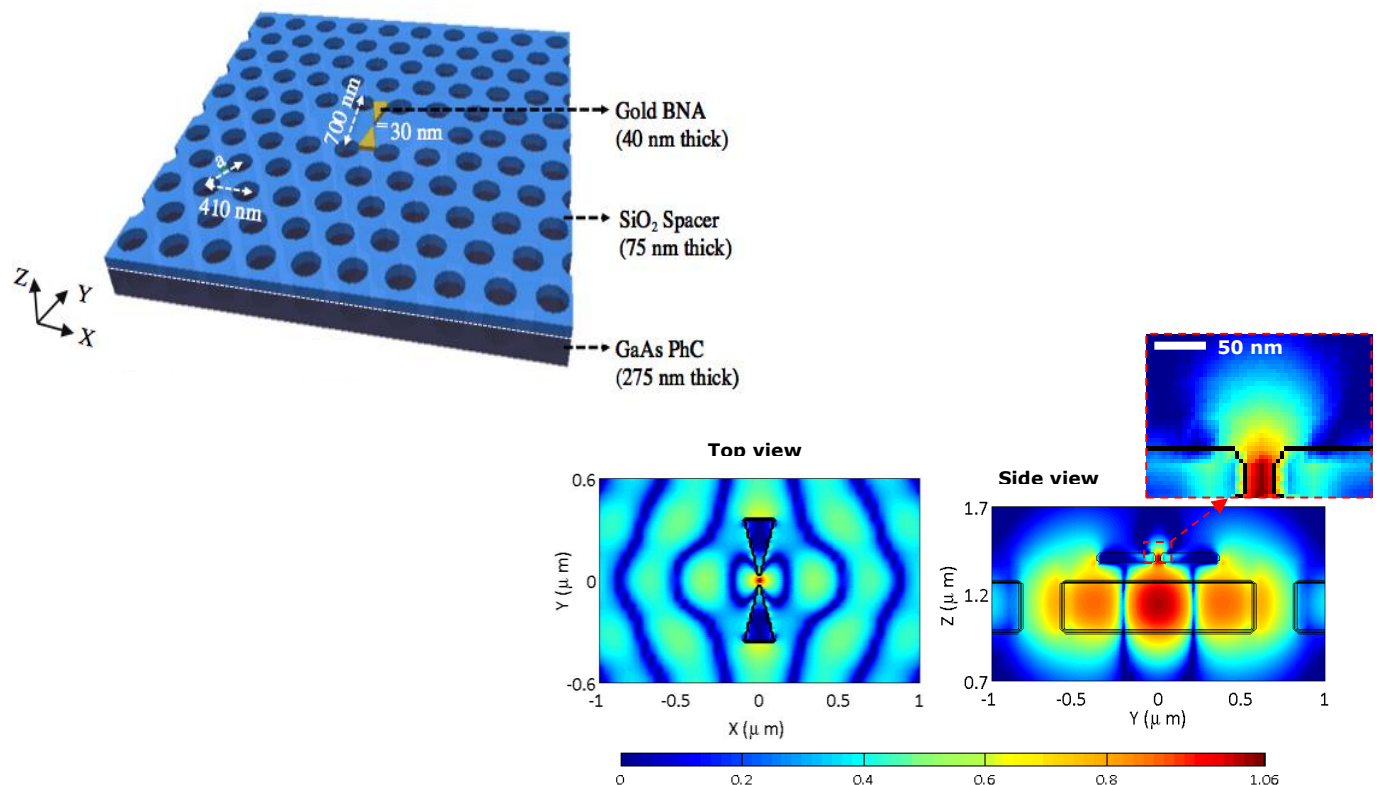 700 nm
= 30 nm
a
410 nm
Gold BNA
(40 nm thick)
SiO₂ Spacer
(75 nm thick)
GaAs PhC
(275 nm thick)
Z
Y
X
50 nm
Top view
0.6
0
-0.6
Y (μ m)
-1
-0.5
0
0.5
1
X (μ m)
Side view
1.7
1.2
0.7
Z (μ m)
-1
-0.5
0
0.5
1
Y (μ m)
0
0.2
0.4
0.6
0.8
1.06